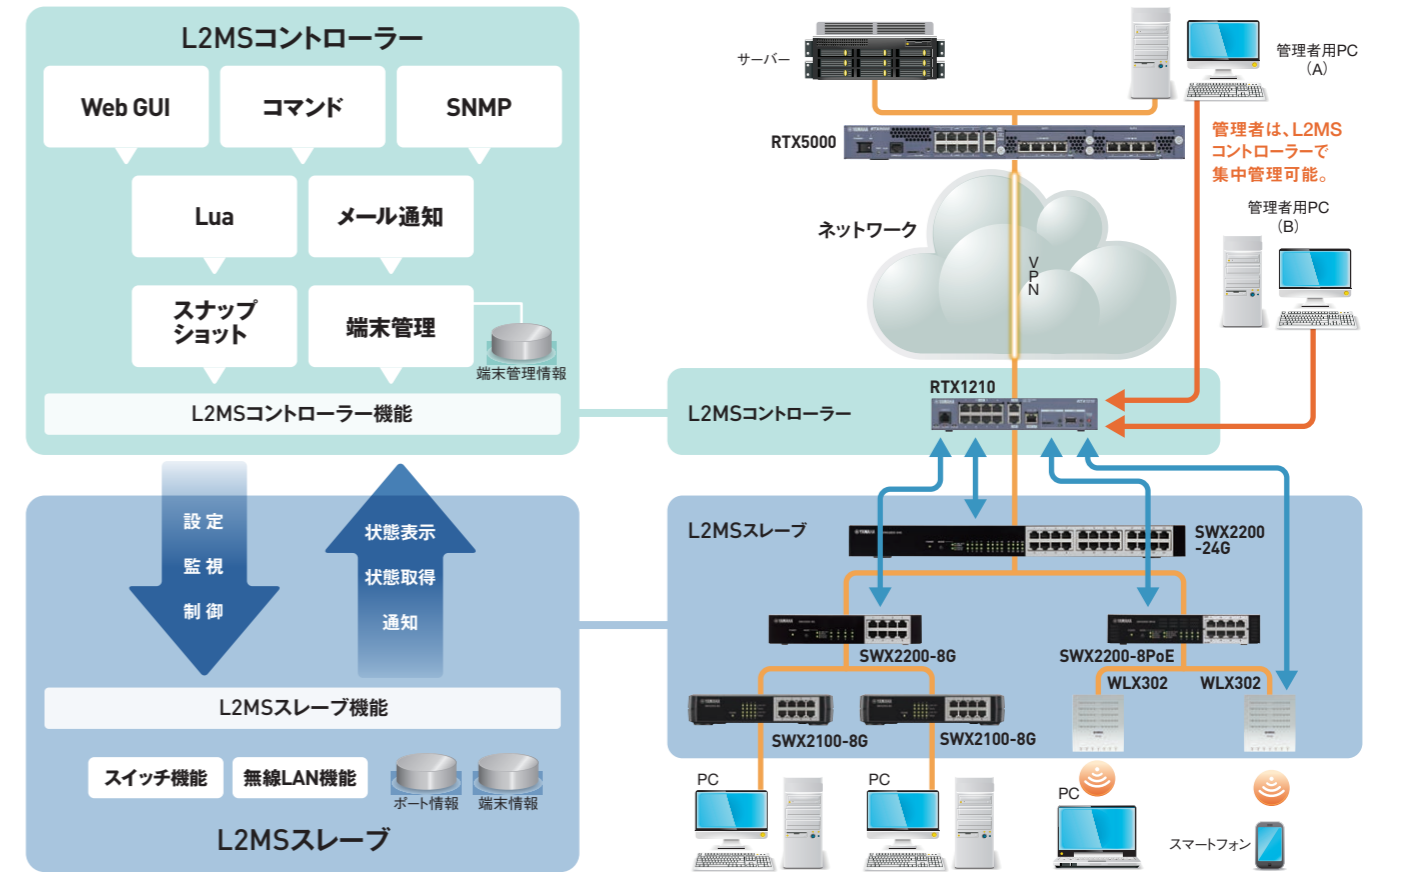 L2MSコントローラー
Web GUI
コマンド
SNMP
Lua
メール通知
スナップ
ショット
端末管理
端末管理情報
L2MSコントローラー機能
設定
監視
制御
状態表示
状態取得
通知
L2MSスレーブ機能
スイッチ機能
無線LAN機能
ポート情報
端末情報
L2MSスレーブ
サーバー
管理者用PC
（A）
RTX5000
管理者は、L2MS
コントローラーで
集中管理可能。
管理者用PC
（B）
ネットワーク
VPN
RTX1210
L2MSコントローラー
L2MSスレーブ
SWX2200
-24G
SWX2200-8G
SWX2200-8PoE
WLX302
WLX302
SWX2100-8G
SWX2100-8G
PC
PC
PC
スマートフォン